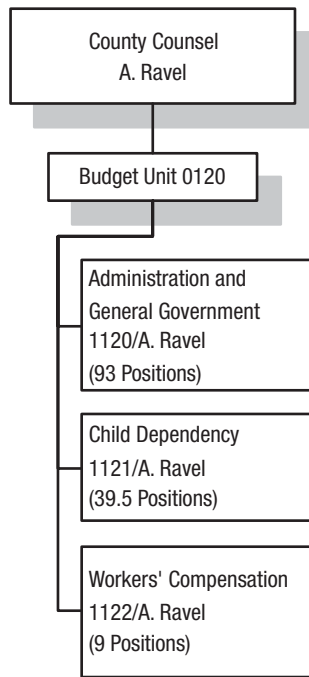 County Counsel
A. Ravel
Budget Unit 0120
Administration and
General Government
1120/A. Ravel
(93 Positions)
Child Dependency
1121/A. Ravel
(39.5 Positions)
Workers' Compensation
1122/A. Ravel
(9 Positions)